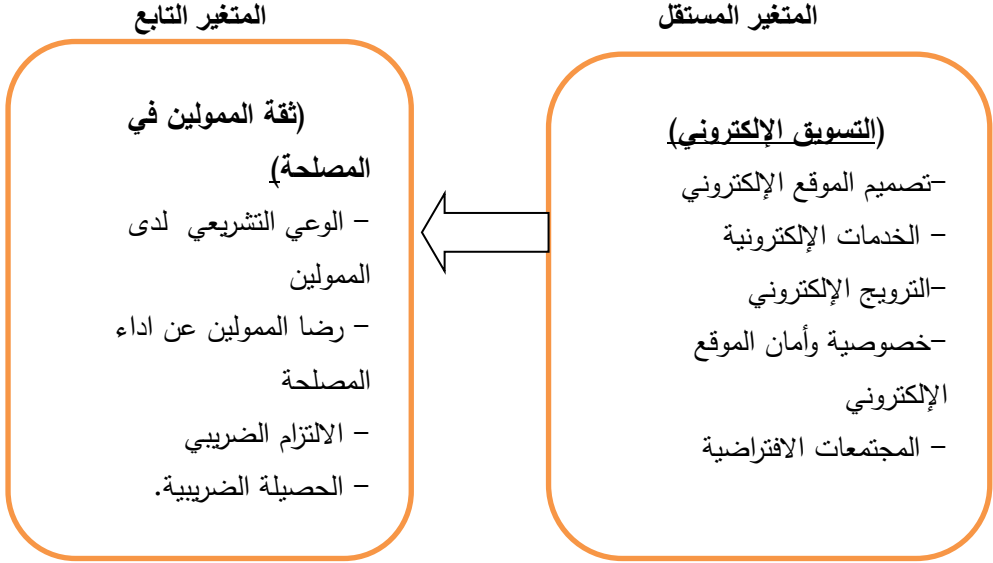 المتغير المستقل
(التسويق الإلكتروني)
-تصميم الموقع الإلكتروني
- الخدمات الإلكترونية
-الترويج الإلكتروني
-خصوصية وأمان الموقع
الإلكتروني
- المجتمعات الافتراضية
المتغير التابع
(ثقة الممولين في
المصلحة)
- الوعي التشريعي لدى
الممولين
- رضا الممولين عن اداء
المصلحة
- الالتزام الضريبي
- الحصيلة الضريبية.